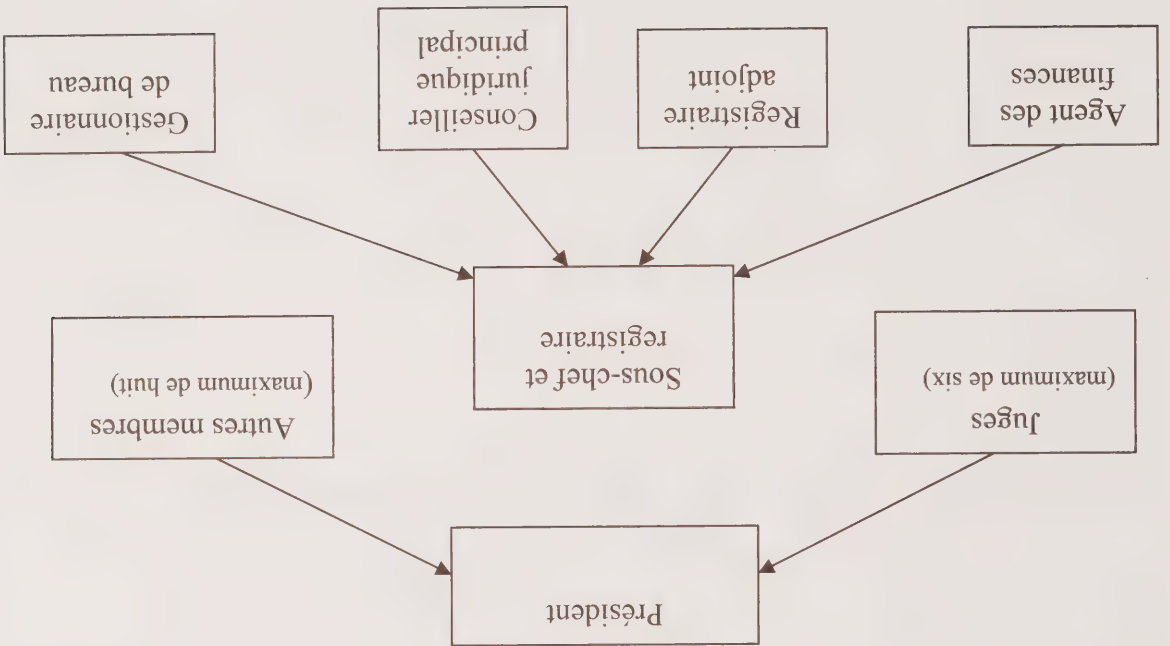 Président
Juges
(maximum de six)
Autres membres
(maximum de huit)
Sous-chef et
registraire
Agent des
finances
Registraire
adjoint
Conseiller
juridique
principal
Gestionnaire
de bureau